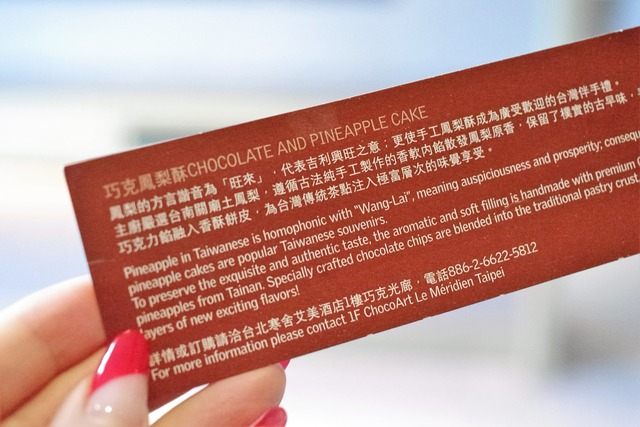 巧克鳳梨酥CHOCOLATE AND PINEAPPLE CAKE
鳳梨的方言諧音為「旺來」，代表吉利興旺之意；更使手工鳳梨酥成為廣受歡迎的台灣伴手禮。
主廚嚴選台南關廟土鳳梨，遵循古法純手工製作的香軟內餡散發鳳梨原香，保留了樸實的古早味，
巧克力餡融入香酥餅皮，為台灣傳統茶點注入極富層次的味覺享受。
Pineapple in Taiwanese is homophonic with "Wang-Lai", meaning auspiciousness and prosperity;
pineapple cakes are popular Taiwanese souvenirs.
To preserve the exquisite and authentic taste, the aromatic and soft filling is handmade with premium
pineapples from Tainan. Specially crafted chocolate chips are blended into the traditional pastry crust
layers of new exciting flavors!
詳情或訂購請洽台北寒舍艾美酒店1樓巧克光廊，電話886-2-6622-5812
For more information please contact 1F ChocoArt Le Méridien Taipei